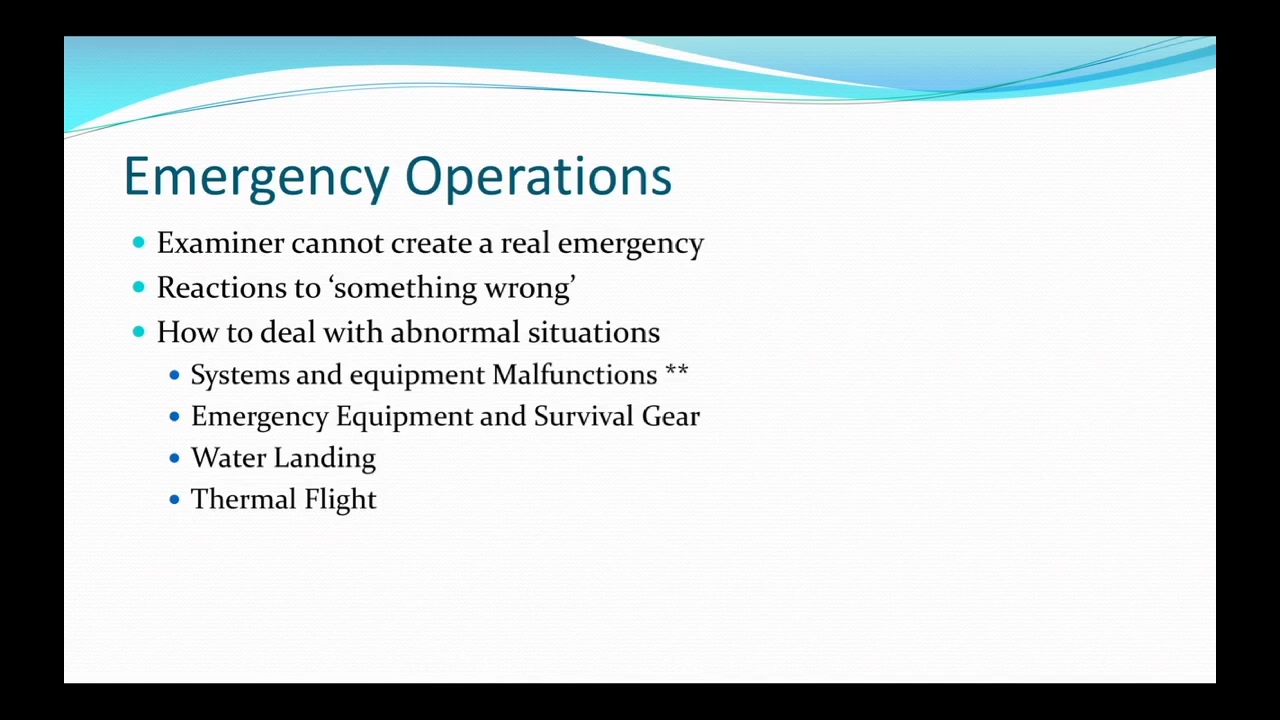 Emergency Operations
Examiner cannot create a real emergency
Reactions to ‘something wrong’
How to deal with abnormal situations
Systems and equipment Malfunctions **
Emergency Equipment and Survival Gear
Water Landing
Thermal Flight